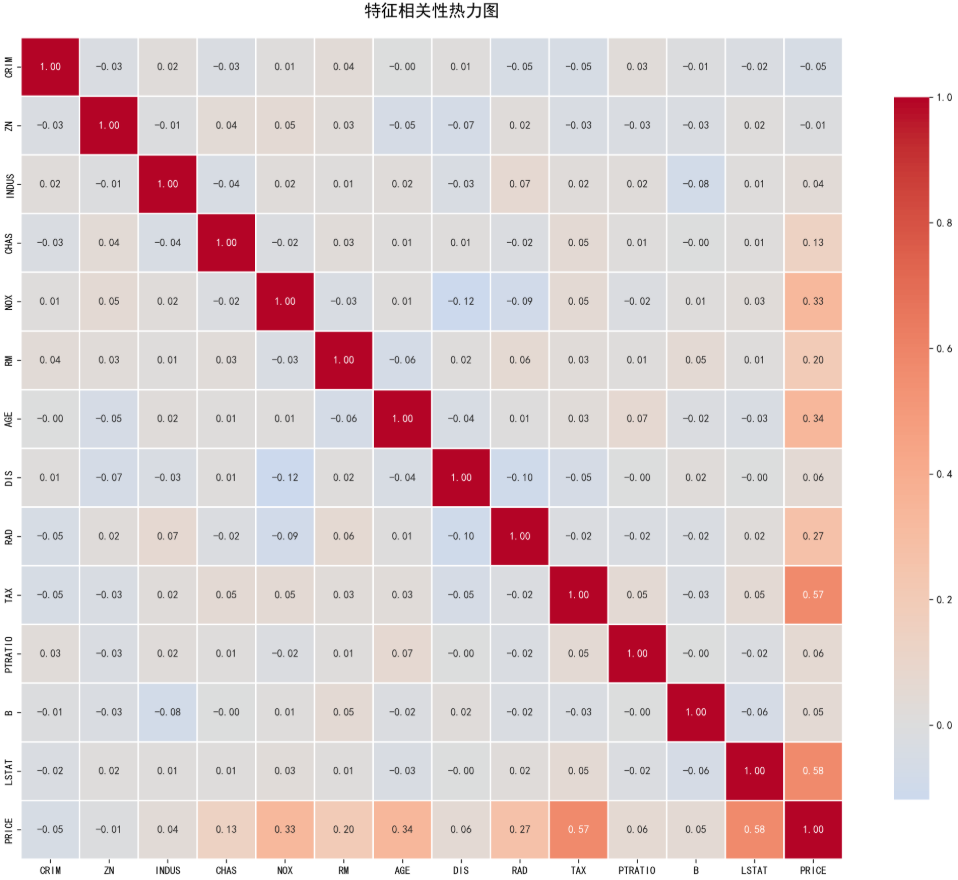 特征相关性热力图
CRIM 1.00 -0.03 0.02 -0.03 0.01 0.04 -0.00 0.01 -0.05 -0.05 0.03 -0.01 -0.02 -0.05
ZN -0.03 1.00 -0.01 0.04 0.05 0.03 -0.05 -0.07 0.02 -0.03 -0.03 -0.03 0.02 -0.01
INDUS 0.02 -0.01 1.00 -0.04 0.02 0.01 0.02 -0.03 0.07 0.02 0.02 -0.08 0.01 0.04
CHAS -0.03 0.04 -0.04 1.00 -0.02 0.03 0.01 0.01 -0.02 0.05 0.01 -0.00 0.01 0.13
NOX 0.01 0.05 0.02 -0.02 1.00 -0.03 0.01 -0.12 -0.09 0.05 -0.02 0.01 0.03 0.33
RM 0.04 0.03 0.01 0.03 -0.03 1.00 -0.06 0.02 0.06 0.03 0.01 0.05 0.01 0.20
AGE -0.00 -0.05 0.02 0.01 0.01 -0.06 1.00 -0.04 0.01 0.03 0.07 -0.02 -0.03 0.34
DIS 0.01 -0.07 -0.03 0.01 -0.12 0.02 -0.04 1.00 -0.10 -0.05 -0.00 0.02 -0.00 0.06
RAD -0.05 0.02 0.07 -0.02 -0.09 0.06 0.01 -0.10 1.00 -0.02 -0.02 -0.02 0.02 0.27
TAX -0.05 -0.03 0.02 0.05 0.05 0.03 0.03 -0.05 -0.02 1.00 0.05 -0.03 0.05 0.57
PTRATIO 0.03 -0.03 0.02 0.01 -0.02 0.01 0.07 -0.00 -0.02 0.05 1.00 -0.00 -0.02 0.06
B -0.01 -0.03 -0.08 -0.00 0.01 0.05 -0.02 0.02 -0.02 -0.03 -0.00 1.00 -0.06 0.05
LSTAT -0.02 0.02 0.01 0.01 0.03 0.01 -0.03 -0.00 0.02 0.05 -0.02 -0.06 1.00 0.58
PRICE -0.05 -0.01 0.04 0.13 0.33 0.20 0.34 0.06 0.27 0.57 0.06 0.05 0.58 1.00
CRIM ZN INDUS CHAS NOX RM AGE DIS RAD TAX PTRATIO B LSTAT PRICE
1.0
0.8
0.6
0.4
0.2
0.0